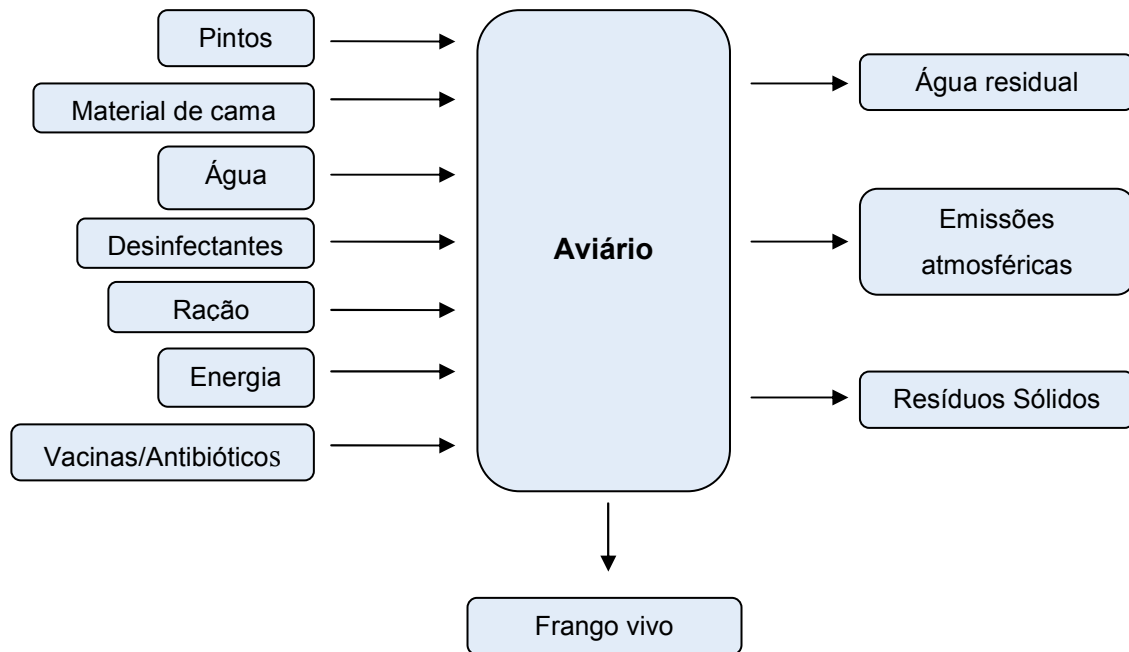 Pintos
Material de cama
Água
Desinfectantes
Ração
Energia
Vacinas/Antibióticos
Aviário
Água residual
Emissões
atmosféricas
Resíduos Sólidos
Frango vivo